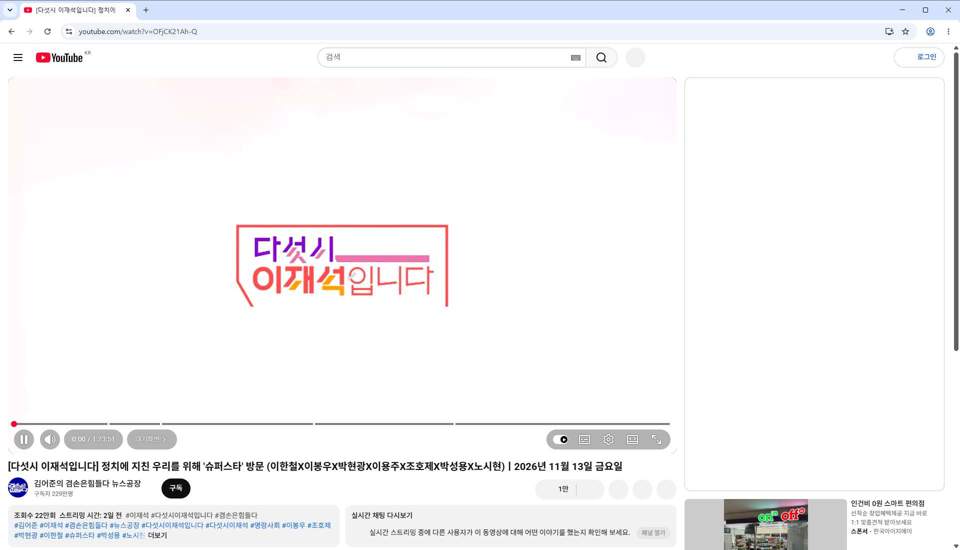 [다섯시 이재석입니다] 정치에
youtube.com/watch?v=OFjCK21Ah-Q
YouTube KR
검색
로그인
다섯시
이재석입니다
0:00 / 1:23:51
[다섯시 이재석입니다] 정치에 지친 우리를 위해 '슈퍼스타' 방문 (이한철X이봉우X박현광X이용주X조호제X박성용X노시현)ㅣ2026년 11월 13일 금요일
김어준의 겸손은힘들다 뉴스공장
구독자 229만명
구독
1만
조회수 22만회 스트리밍 시간: 2일 전 #이재석 #다섯시이재석입니다 #겸손은힘들다
#김어준 #이재석 #겸손은힘들다 #뉴스공장 #다섯시이재석입니다 #다섯시이재석 #명랑사회 #이봉우 #조호제
#박현광 #이한철 #슈퍼스타 #박성용 #노시현 더보기
실시간 채팅 다시보기
실시간 스트리밍 중에 다른 사용자가 이 동영상에 대해 어떤 이야기를 했는지 확인해 보세요.
패널 열기
on off
인건비 0원 스마트 편의점
선착순 창업혜택제공 지금 바로
1:1 맞춤견적 받아보세요
스폰서 · 한국아이지에이